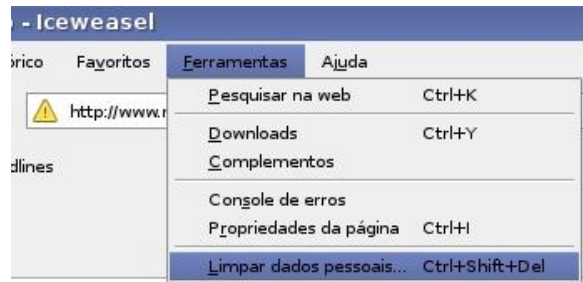 - Iceweasel
Favoritos Ferramentas Ajuda
Pesquisar na web Ctrl+K
http://www.
Downloads Ctrl+Y
Complementos
dlines
Console de erros
Propriedades da página Ctrl+I
Limpar dados pessoais... Ctrl+Shift+Del